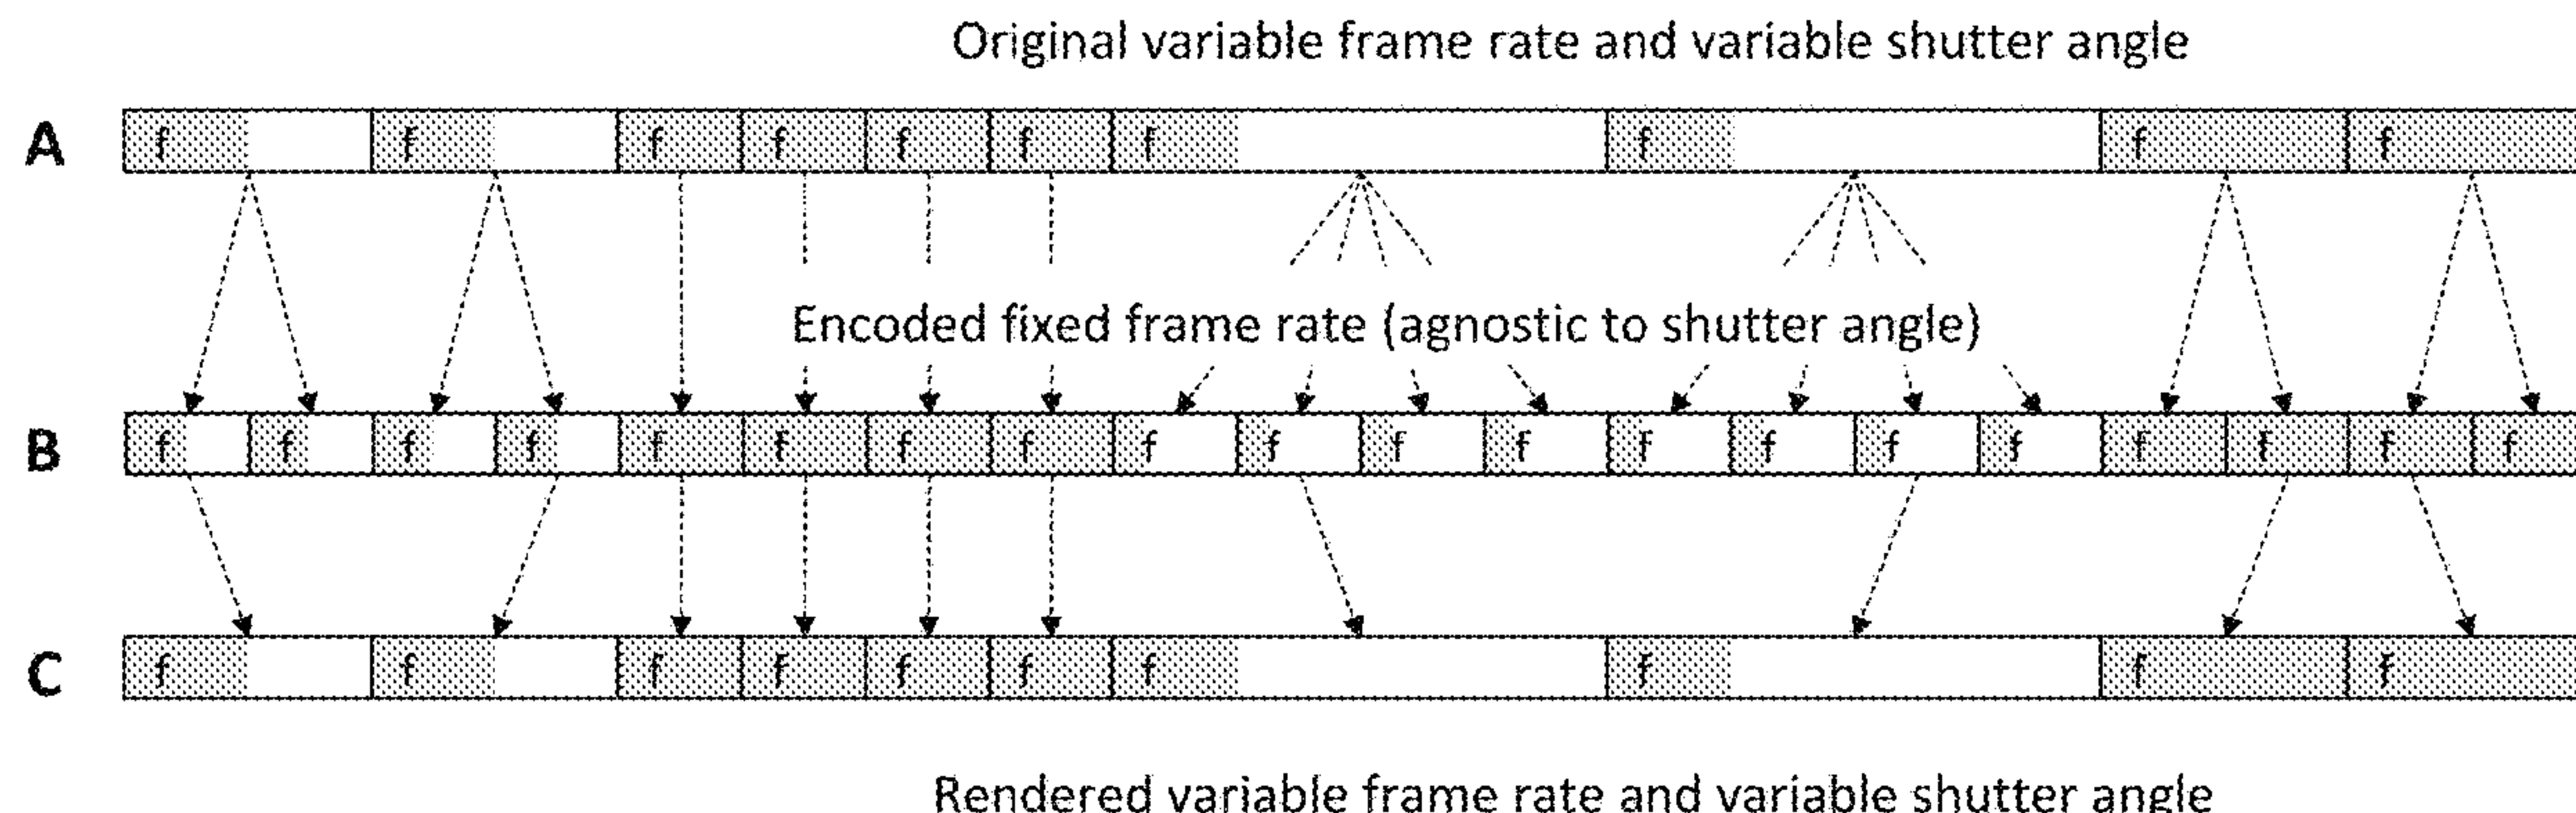 Original variable frame rate and variable shutter angle
A f f f f f f f f f f
Encoded fixed frame rate (agnostic to shutter angle)
B f f f f f f f f f f f f f f f f f f f f
C f f f f f f f f f f
Rendered variable frame rate and variable shutter angle